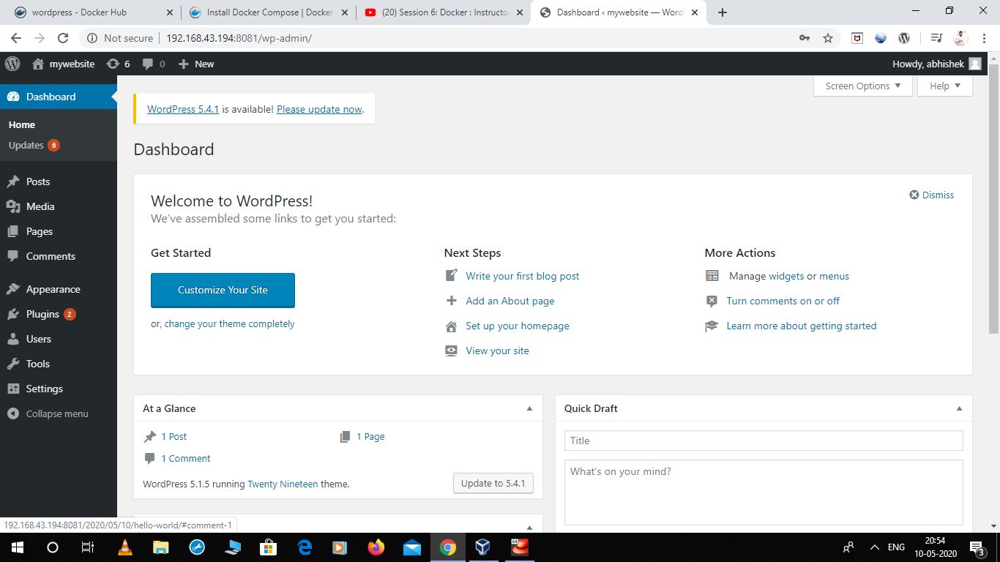 wordpress - Docker Hub
Install Docker Compose | Docker
(20) Session 6: Docker : Instructo
Dashboard ‹ mywebsite — Word
Not secure
192.168.43.194:8081/wp-admin/
mywebsite
6
0
New
Howdy, abhishek
Dashboard
Home
Updates 6
Posts
Media
Pages
Comments
Appearance
Plugins 2
Users
Tools
Settings
Collapse menu
Screen Options
Help
WordPress 5.4.1 is available! Please update now.
Dashboard
Welcome to WordPress!
We’ve assembled some links to get you started:
Dismiss
Get Started
Customize Your Site
or, change your theme completely
Next Steps
Write your first blog post
Add an About page
Set up your homepage
View your site
More Actions
Manage widgets or menus
Turn comments on or off
Learn more about getting started
At a Glance
1 Post
1 Page
1 Comment
WordPress 5.1.5 running Twenty Nineteen theme.
Update to 5.4.1
Quick Draft
Title
What’s on your mind?
192.168.43.194:8081/2020/05/10/hello-world/#comment-1
ENG
20:54
10-05-2020
3